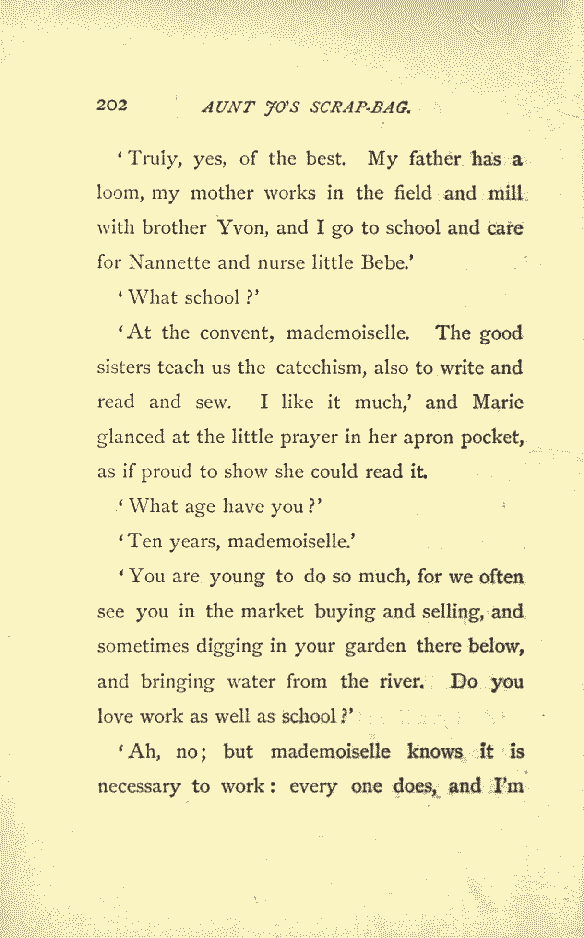 202 AUNT JO'S SCRAP-BAG.
‘Truly, yes, of the best. My father has a
loom, my mother works in the field and mill
with brother Yvon, and I go to school and care
for Nannette and nurse little Bebe.’
‘What school ?’
‘At the convent, mademoiselle. The good
sisters teach us the catechism, also to write and
read and sew. I like it much,’ and Marie
glanced at the little prayer in her apron pocket,
as if proud to show she could read it.
‘What age have you ?’
‘Ten years, mademoiselle.’
‘You are young to do so much, for we often
see you in the market buying and selling, and
sometimes digging in your garden there below,
and bringing water from the river. Do you
love work as well as school ?’
‘Ah, no; but mademoiselle knows it is
necessary to work: every one does, and I'm